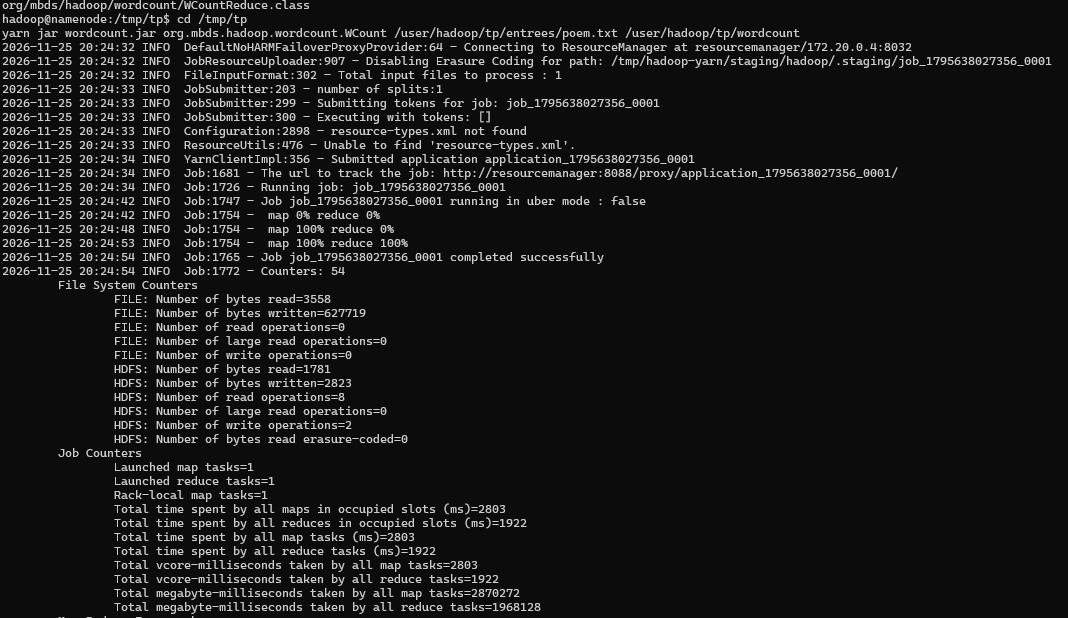 org/mbds/hadoop/wordcount/WCountReduce.class
hadoop@namenode:/tmp/tp$ cd /tmp/tp
yarn jar wordcount.jar org.mbds.hadoop.wordcount.WCount /user/hadoop/tp/entrees/poem.txt /user/hadoop/tp/wordcount
2026-11-25 20:24:32 INFO  DefaultNoHARMFailoverProxyProvider:64 - Connecting to ResourceManager at resourcemanager/172.20.0.4:8032
2026-11-25 20:24:32 INFO  JobResourceUploader:907 - Disabling Erasure Coding for path: /tmp/hadoop-yarn/staging/hadoop/.staging/job_1795638027356_0001
2026-11-25 20:24:32 INFO  FileInputFormat:302 - Total input files to process : 1
2026-11-25 20:24:33 INFO  JobSubmitter:203 - number of splits:1
2026-11-25 20:24:33 INFO  JobSubmitter:299 - Submitting tokens for job: job_1795638027356_0001
2026-11-25 20:24:33 INFO  JobSubmitter:300 - Executing with tokens: []
2026-11-25 20:24:33 INFO  Configuration:2898 - resource-types.xml not found
2026-11-25 20:24:33 INFO  ResourceUtils:476 - Unable to find 'resource-types.xml'.
2026-11-25 20:24:34 INFO  YarnClientImpl:356 - Submitted application application_1795638027356_0001
2026-11-25 20:24:34 INFO  Job:1681 - The url to track the job: http://resourcemanager:8088/proxy/application_1795638027356_0001/
2026-11-25 20:24:34 INFO  Job:1726 - Running job: job_1795638027356_0001
2026-11-25 20:24:42 INFO  Job:1747 - Job job_1795638027356_0001 running in uber mode : false
2026-11-25 20:24:42 INFO  Job:1754 -  map 0% reduce 0%
2026-11-25 20:24:48 INFO  Job:1754 -  map 100% reduce 0%
2026-11-25 20:24:53 INFO  Job:1754 -  map 100% reduce 100%
2026-11-25 20:24:54 INFO  Job:1765 - Job job_1795638027356_0001 completed successfully
2026-11-25 20:24:54 INFO  Job:1772 - Counters: 54
File System Counters
FILE: Number of bytes read=3558
FILE: Number of bytes written=627719
FILE: Number of read operations=0
FILE: Number of large read operations=0
FILE: Number of write operations=0
HDFS: Number of bytes read=1781
HDFS: Number of bytes written=2823
HDFS: Number of read operations=8
HDFS: Number of large read operations=0
HDFS: Number of write operations=2
HDFS: Number of bytes read erasure-coded=0
Job Counters
Launched map tasks=1
Launched reduce tasks=1
Rack-local map tasks=1
Total time spent by all maps in occupied slots (ms)=2803
Total time spent by all reduces in occupied slots (ms)=1922
Total time spent by all map tasks (ms)=2803
Total time spent by all reduce tasks (ms)=1922
Total vcore-milliseconds taken by all map tasks=2803
Total vcore-milliseconds taken by all reduce tasks=1922
Total megabyte-milliseconds taken by all map tasks=2870272
Total megabyte-milliseconds taken by all reduce tasks=1968128